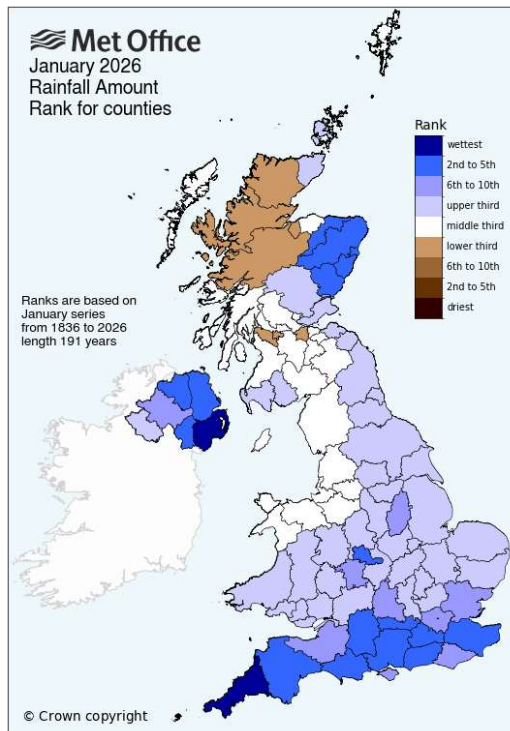 Met Office
January 2026
Rainfall Amount
Rank for counties
Rank
wettest
2nd to 5th
6th to 10th
upper third
middle third
lower third
6th to 10th
2nd to 5th
driest
Ranks are based on
January series
from 1836 to 2026
length 191 years
© Crown copyright